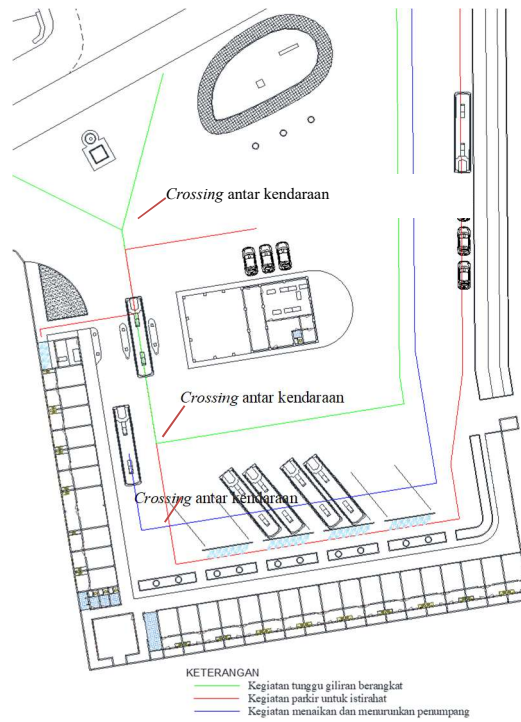 Crossing antar kendaraan
Crossing antar kendaraan
Crossing antar kendaraan
KETERANGAN
Kegiatan tunggu giliran berangkat
Kegiatan parkir untuk istirahat
Kegiatan menaikan dan menurunkan penumpang